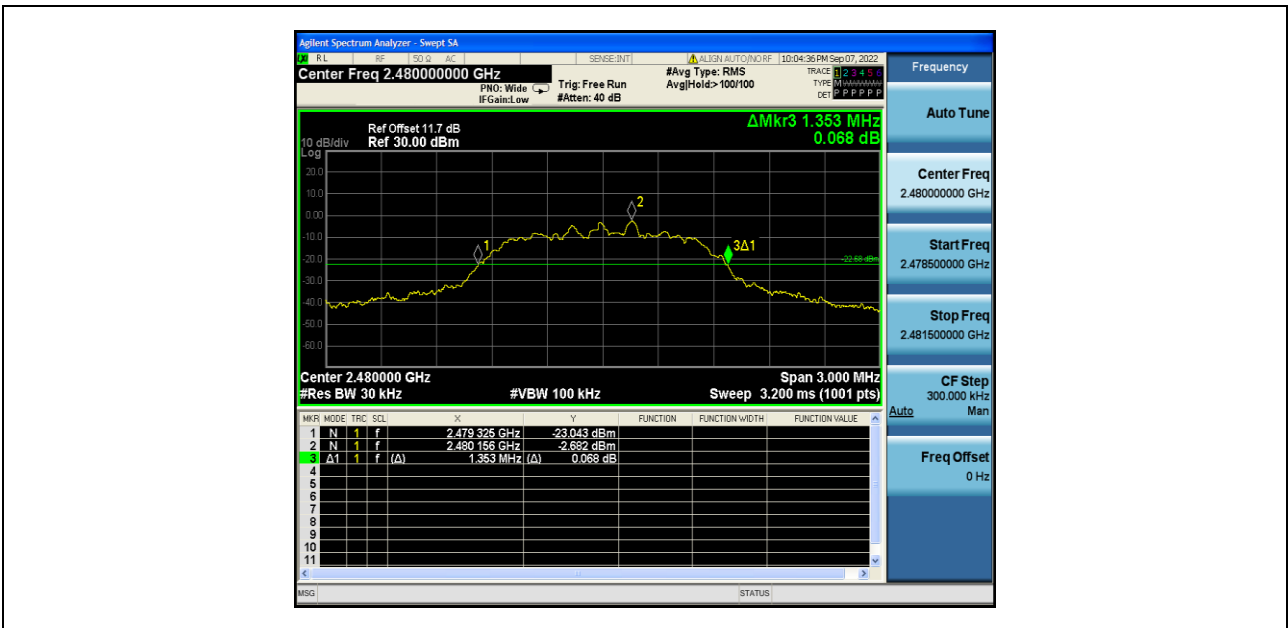 Agilent Spectrum Analyzer - Swept SA
RL RF 50 Ω AC SENSE:INT ALIGN AUTO/NO RF 10:04:36 PM Sep 07, 2022
Center Freq 2.480000000 GHz
PNO: Wide
IFGain:Low
Trig: Free Run
#Atten: 40 dB
#Avg Type: RMS
Avg|Hold:>100/100
TRACE 1 2 3 4 5 6
TYPE M
DET P P P P P P
Frequency
10 dB/div
Log
Ref Offset 11.7 dB
Ref 30.00 dBm
ΔMkr3 1.353 MHz
0.068 dB
20.0
10.0
0.00
-10.0
-20.0
-30.0
-40.0
-50.0
-60.0
1
2
3Δ1
-22.68 dBm
Center 2.480000 GHz Span 3.000 MHz
#Res BW 30 kHz #VBW 100 kHz Sweep 3.200 ms (1001 pts)
MKR MODE TRC SCL X Y FUNCTION FUNCTION WIDTH FUNCTION VALUE
1 N 1 f 2.479 325 GHz -23.043 dBm
2 N 1 f 2.480 156 GHz -2.682 dBm
3 Δ1 1 f (Δ) 1.353 MHz (Δ) 0.068 dB
4
5
6
7
8
9
10
11
MSG STATUS
Auto Tune
Center Freq
2.480000000 GHz
Start Freq
2.478500000 GHz
Stop Freq
2.481500000 GHz
CF Step
300.000 kHz
Auto Man
Freq Offset
0 Hz